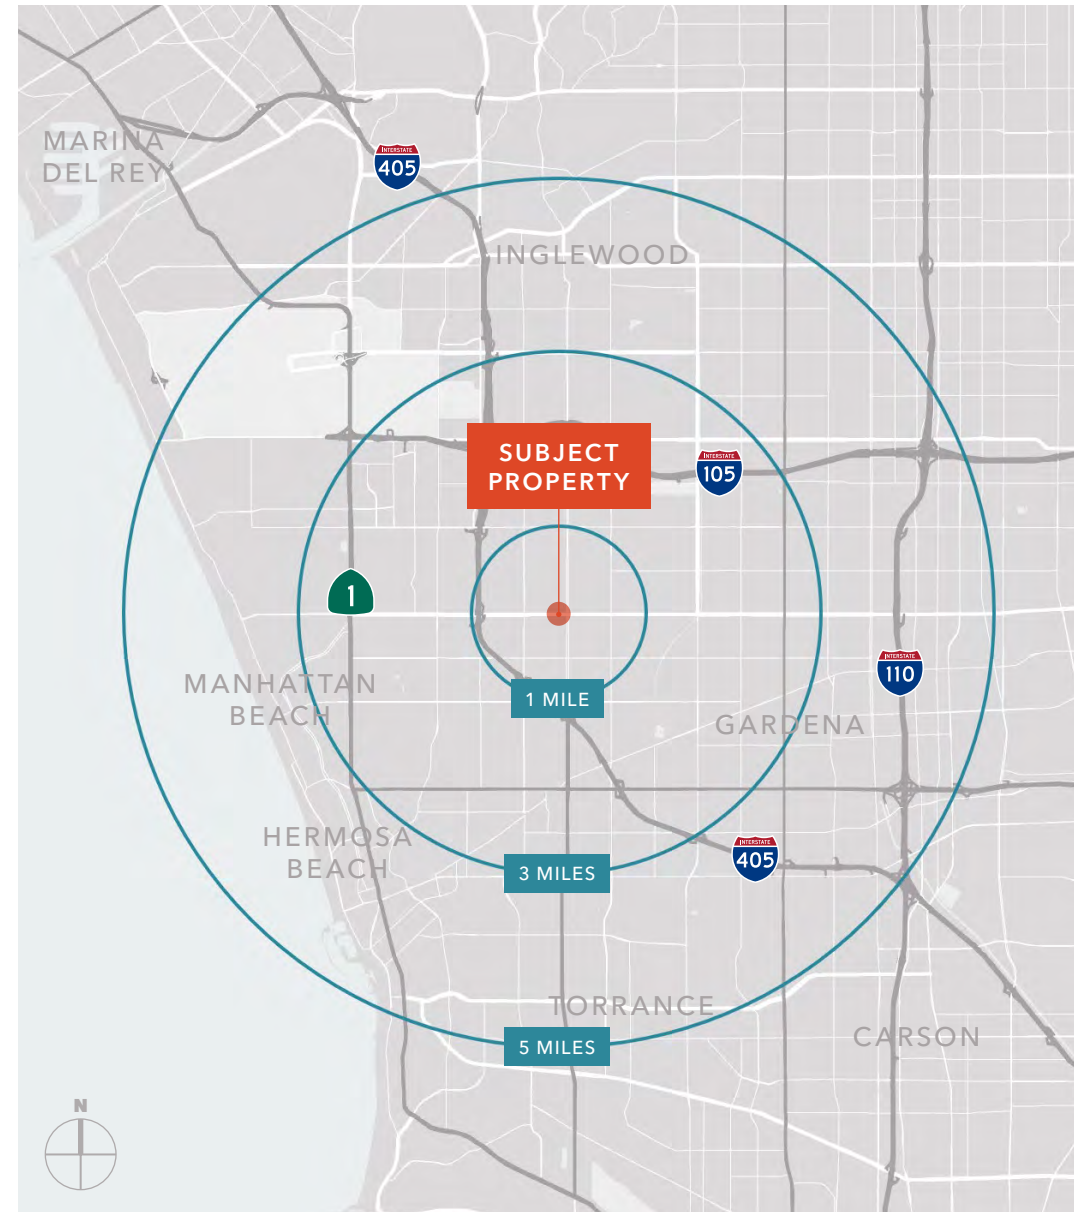 MARINA
DEL REY
INTERSTATE
405
INGLEWOOD
SUBJECT
PROPERTY
INTERSTATE
105
1
INTERSTATE
110
MANHATTAN
BEACH
1 MILE
GARDENA
HERMOSA
BEACH
INTERSTATE
405
3 MILES
TORRANCE
CARSON
5 MILES
N